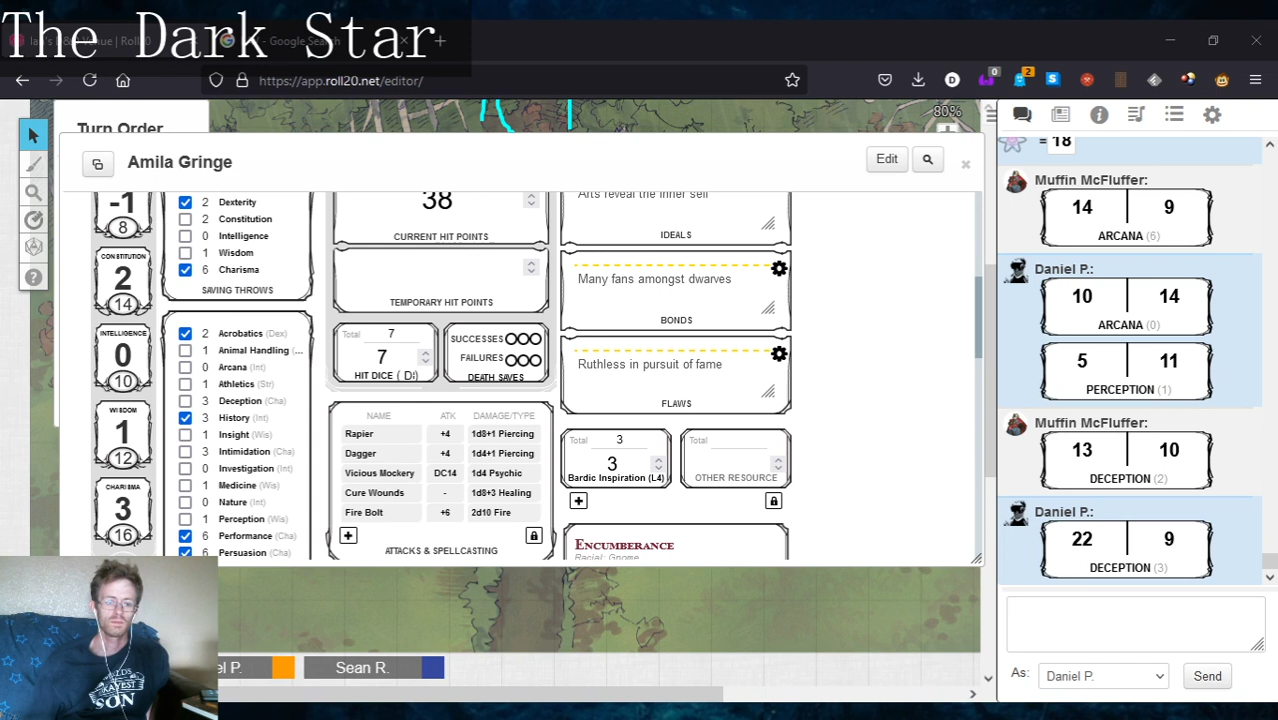 The Dark Star
- Google Search
https://app.roll20.net/editor/
0
2
Turn Order
80%
Amila Gringe
Edit
-1
8
CONSTITUTION
2
14
INTELLIGENCE
0
10
WISDOM
1
12
CHARISMA
3
16
2 Dexterity
2 Constitution
0 Intelligence
1 Wisdom
6 Charisma
SAVING THROWS
2 Acrobatics (Dex)
1 Animal Handling (...
0 Arcana (Int)
1 Athletics (Str)
3 Deception (Cha)
3 History (Int)
1 Insight (Wis)
3 Intimidation (Cha)
0 Investigation (Int)
1 Medicine (Wis)
0 Nature (Int)
1 Perception (Wis)
6 Performance (Cha)
6 Persuasion (Cha)
38
CURRENT HIT POINTS
TEMPORARY HIT POINTS
Total 7
7
HIT DICE ( D
SUCCESSES
FAILURES
DEATH SAVES
NAME ATK DAMAGE/TYPE
Rapier +4 1d8+1 Piercing
Dagger +4 1d4+1 Piercing
Vicious Mockery DC14 1d4 Psychic
Cure Wounds - 1d8+3 Healing
Fire Bolt +6 2d10 Fire
ATTACKS & SPELLCASTING
Arts reveal the inner self
IDEALS
Many fans amongst dwarves
BONDS
Ruthless in pursuit of fame
FLAWS
Total 3
3
Bardic Inspiration (L4)
Total
OTHER RESOURCE
ENCUMBERANCE
Racial: Gnome
= 18
Muffin McFluffer:
14 9
ARCANA (6)
Daniel P.:
10 14
ARCANA (0)
5 11
PERCEPTION (1)
Muffin McFluffer:
13 10
DECEPTION (2)
Daniel P.:
22 9
DECEPTION (3)
As: Daniel P. Send
el P.
Sean R.
SON